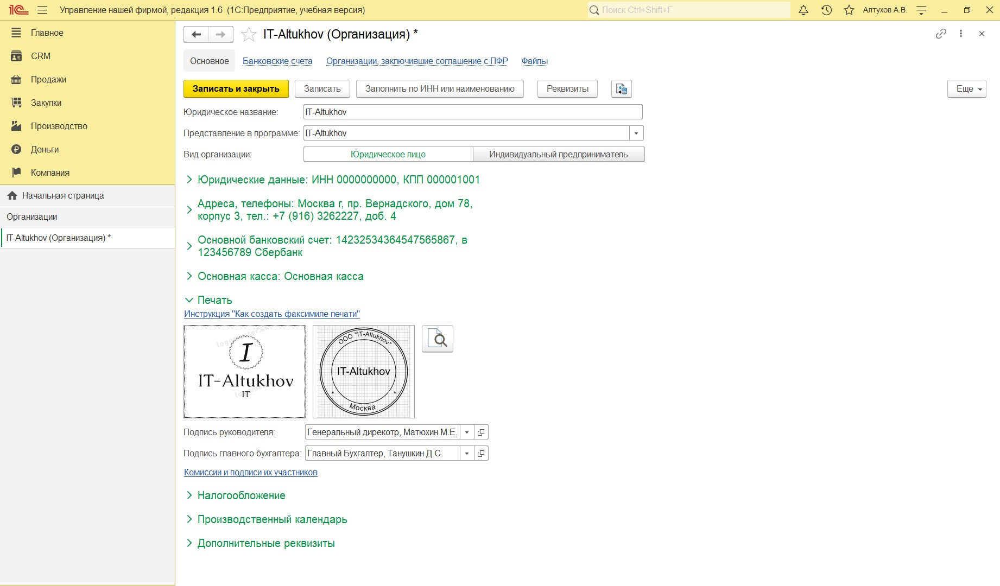 1С Управление нашей фирмой, редакция 1.6 (1С:Предприятие, учебная версия) Поиск Ctrl+Shift+F Алтухов А.В.
Главное
CRM
Продажи
Закупки
Производство
Деньги
Компания
Начальная страница
Организации
IT-Altukhov (Организация) *
IT-Altukhov (Организация) *
Основное Банковские счета Организации, заключившие соглашение с ПФР Файлы
Записать и закрыть Записать Заполнить по ИНН или наименованию Реквизиты Еще
Юридическое название: IT-Altukhov
Представление в программе: IT-Altukhov
Вид организации: Юридическое лицо Индивидуальный предприниматель
Юридические данные: ИНН 0000000000, КПП 000001001
Адреса, телефоны: Москва г, пр. Вернадского, дом 78,
корпус 3, тел.: +7 (916) 3262227, доб. 4
Основной банковский счет: 14232534364547565867, в
123456789 Сбербанк
Основная касса: Основная касса
Печать
Инструкция "Как создать факсимиле печати"
logomaster.ai
I
IT-Altukhov
IT
ООО "IT-Altukhov"
IT-Altukhov
* *
Москва
Подпись руководителя: Генеральный дирекотр, Матюхин М.Е.
Подпись главного бухгалтера: Главный Бухгалтер, Танушкин Д.С.
Комиссии и подписи их участников
Налогообложение
Производственный календарь
Дополнительные реквизиты